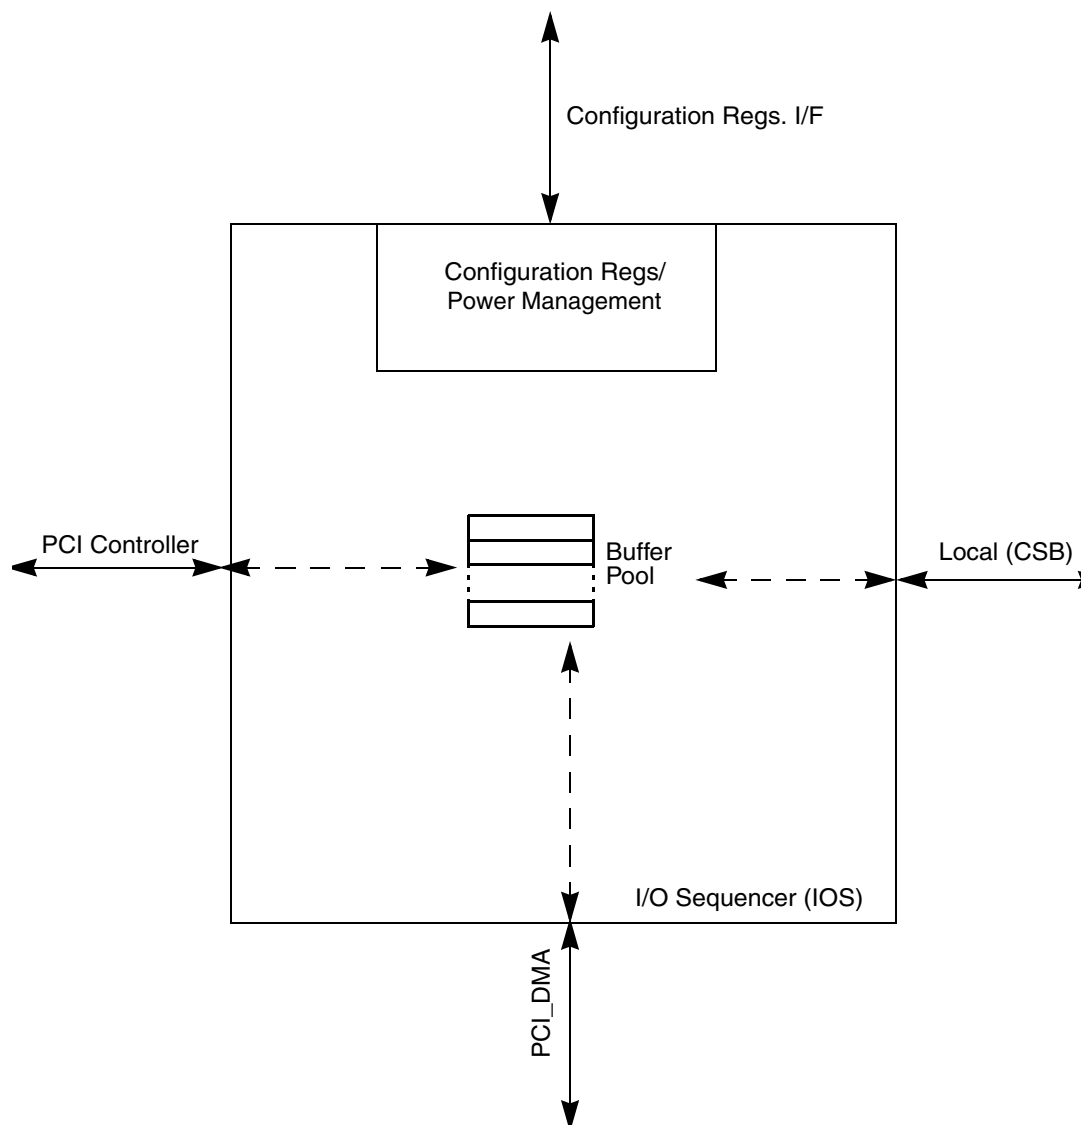 Configuration Regs. I/F
Configuration Regs/
Power Management
PCI Controller
Buffer
Pool
Local (CSB)
I/O Sequencer (IOS)
PCI_DMA